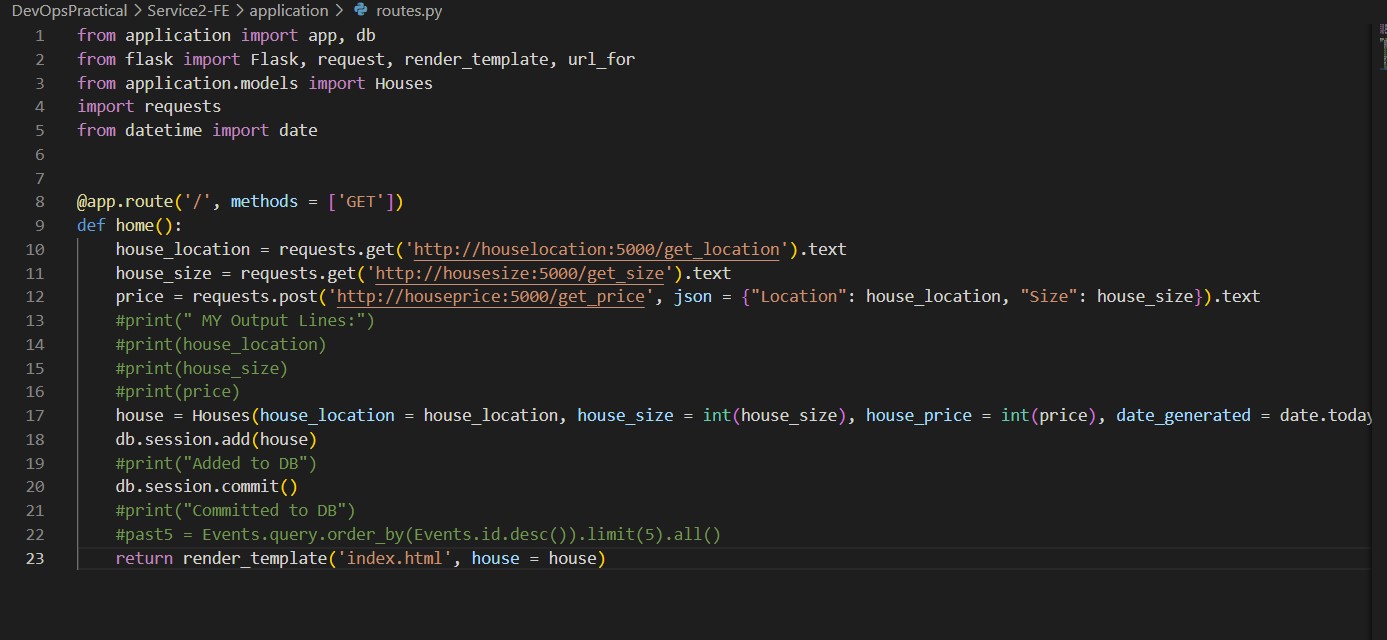 DevOpsPractical > Service2-FE > application > routes.py
1 from application import app, db
2 from flask import Flask, request, render_template, url_for
3 from application.models import Houses
4 import requests
5 from datetime import date
6
7
8 @app.route('/', methods = ['GET'])
9 def home():
10     house_location = requests.get('http://houselocation:5000/get_location').text
11     house_size = requests.get('http://housesize:5000/get_size').text
12     price = requests.post('http://houseprice:5000/get_price', json = {"Location": house_location, "Size": house_size}).text
13     #print(" MY Output Lines:")
14     #print(house_location)
15     #print(house_size)
16     #print(price)
17     house = Houses(house_location = house_location, house_size = int(house_size), house_price = int(price), date_generated = date.today
18     db.session.add(house)
19     #print("Added to DB")
20     db.session.commit()
21     #print("Committed to DB")
22     #past5 = Events.query.order_by(Events.id.desc()).limit(5).all()
23     return render_template('index.html', house = house)